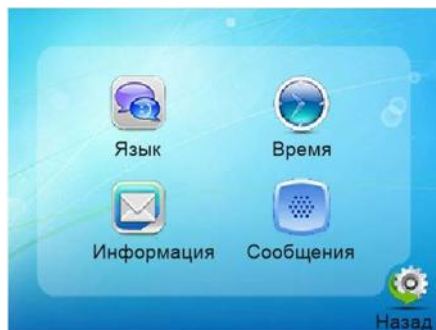 Язык
Время
Информация
Сообщения
Назад